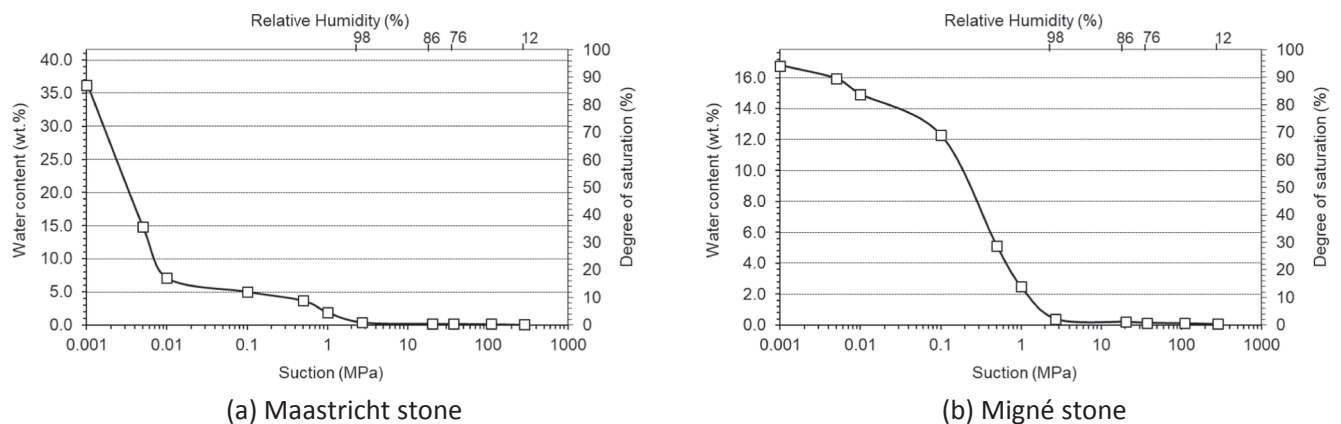 Relative Humidity (%)
98 86 76 12
40.0
35.0
30.0
25.0
20.0
15.0
10.0
5.0
0.0
Water content (wt.%)
100
90
80
70
60
50
40
30
20
10
0
Degree of saturation (%)
0.001 0.01 0.1 1 10 100 1000
Suction (MPa)
(a) Maastricht stone
Relative Humidity (%)
98 86 76 12
16.0
14.0
12.0
10.0
8.0
6.0
4.0
2.0
0.0
Water content (wt.%)
100
90
80
70
60
50
40
30
20
10
0
Degree of saturation (%)
0.001 0.01 0.1 1 10 100 1000
Suction (MPa)
(b) Migné stone